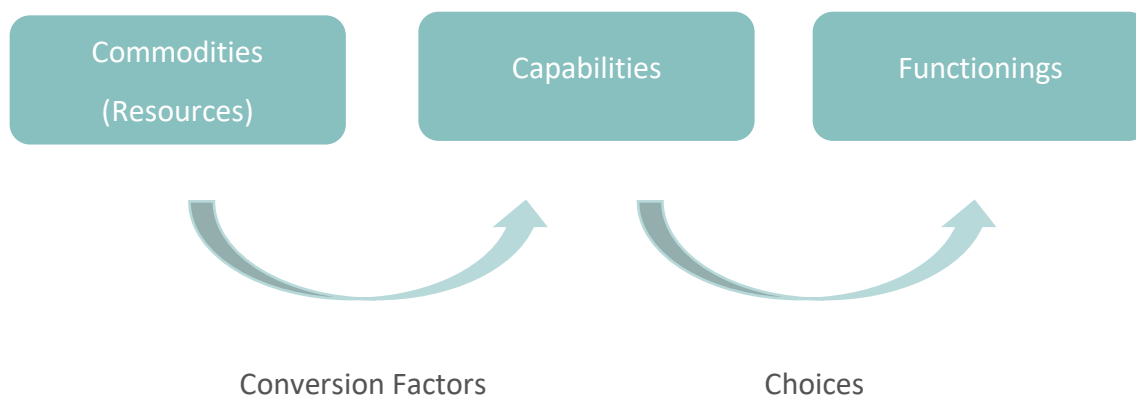 Commodities
(Resources)
Capabilities
Functionings
Conversion Factors
Choices